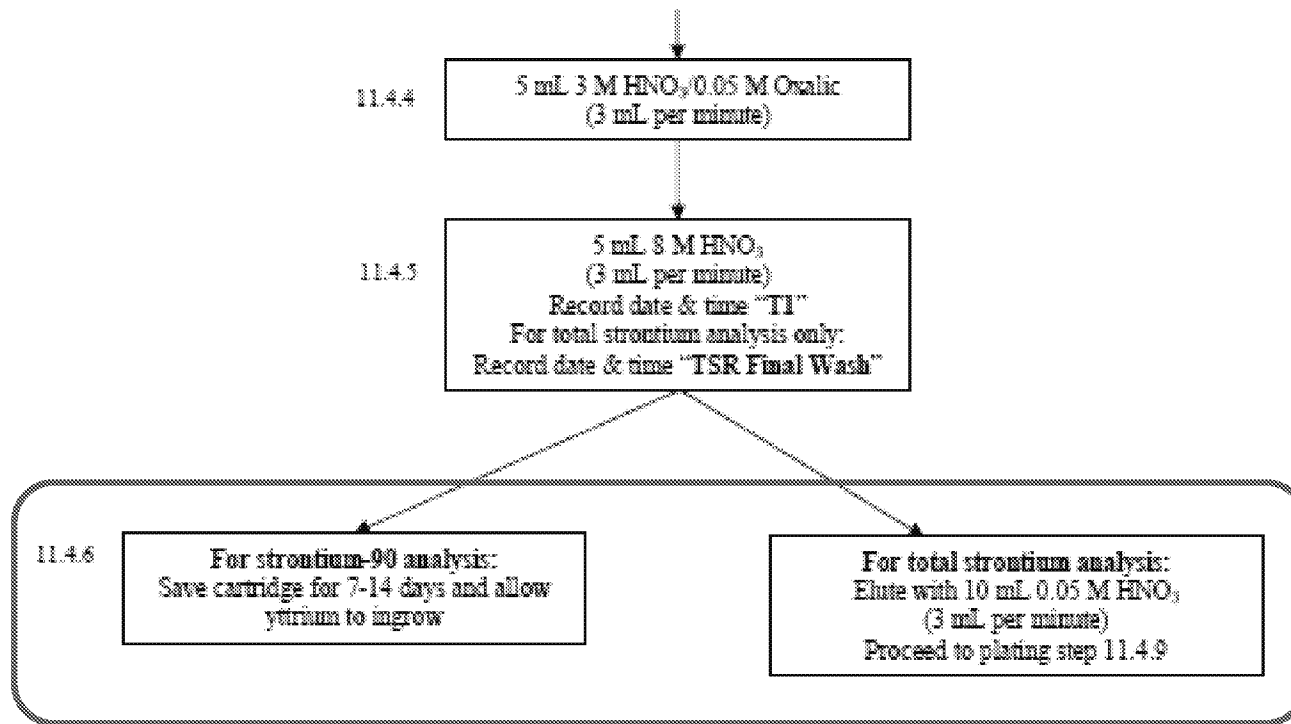 11.4.4
5 mL 3 M HNO₃/0.05 M Oxalic
(3 mL per minute)
11.4.5
5 mL 8 M HNO₃
(3 mL per minute)
Record date & time “T1”
For total strontium analysis only:
Record date & time “TSR Final Wash”
11.4.6
For strontium-90 analysis:
Save cartridge for 7-14 days and allow
yttrium to ingrow
For total strontium analysis:
Elute with 10 mL 0.05 M HNO₃
(3 mL per minute)
Proceed to plating step 11.4.9